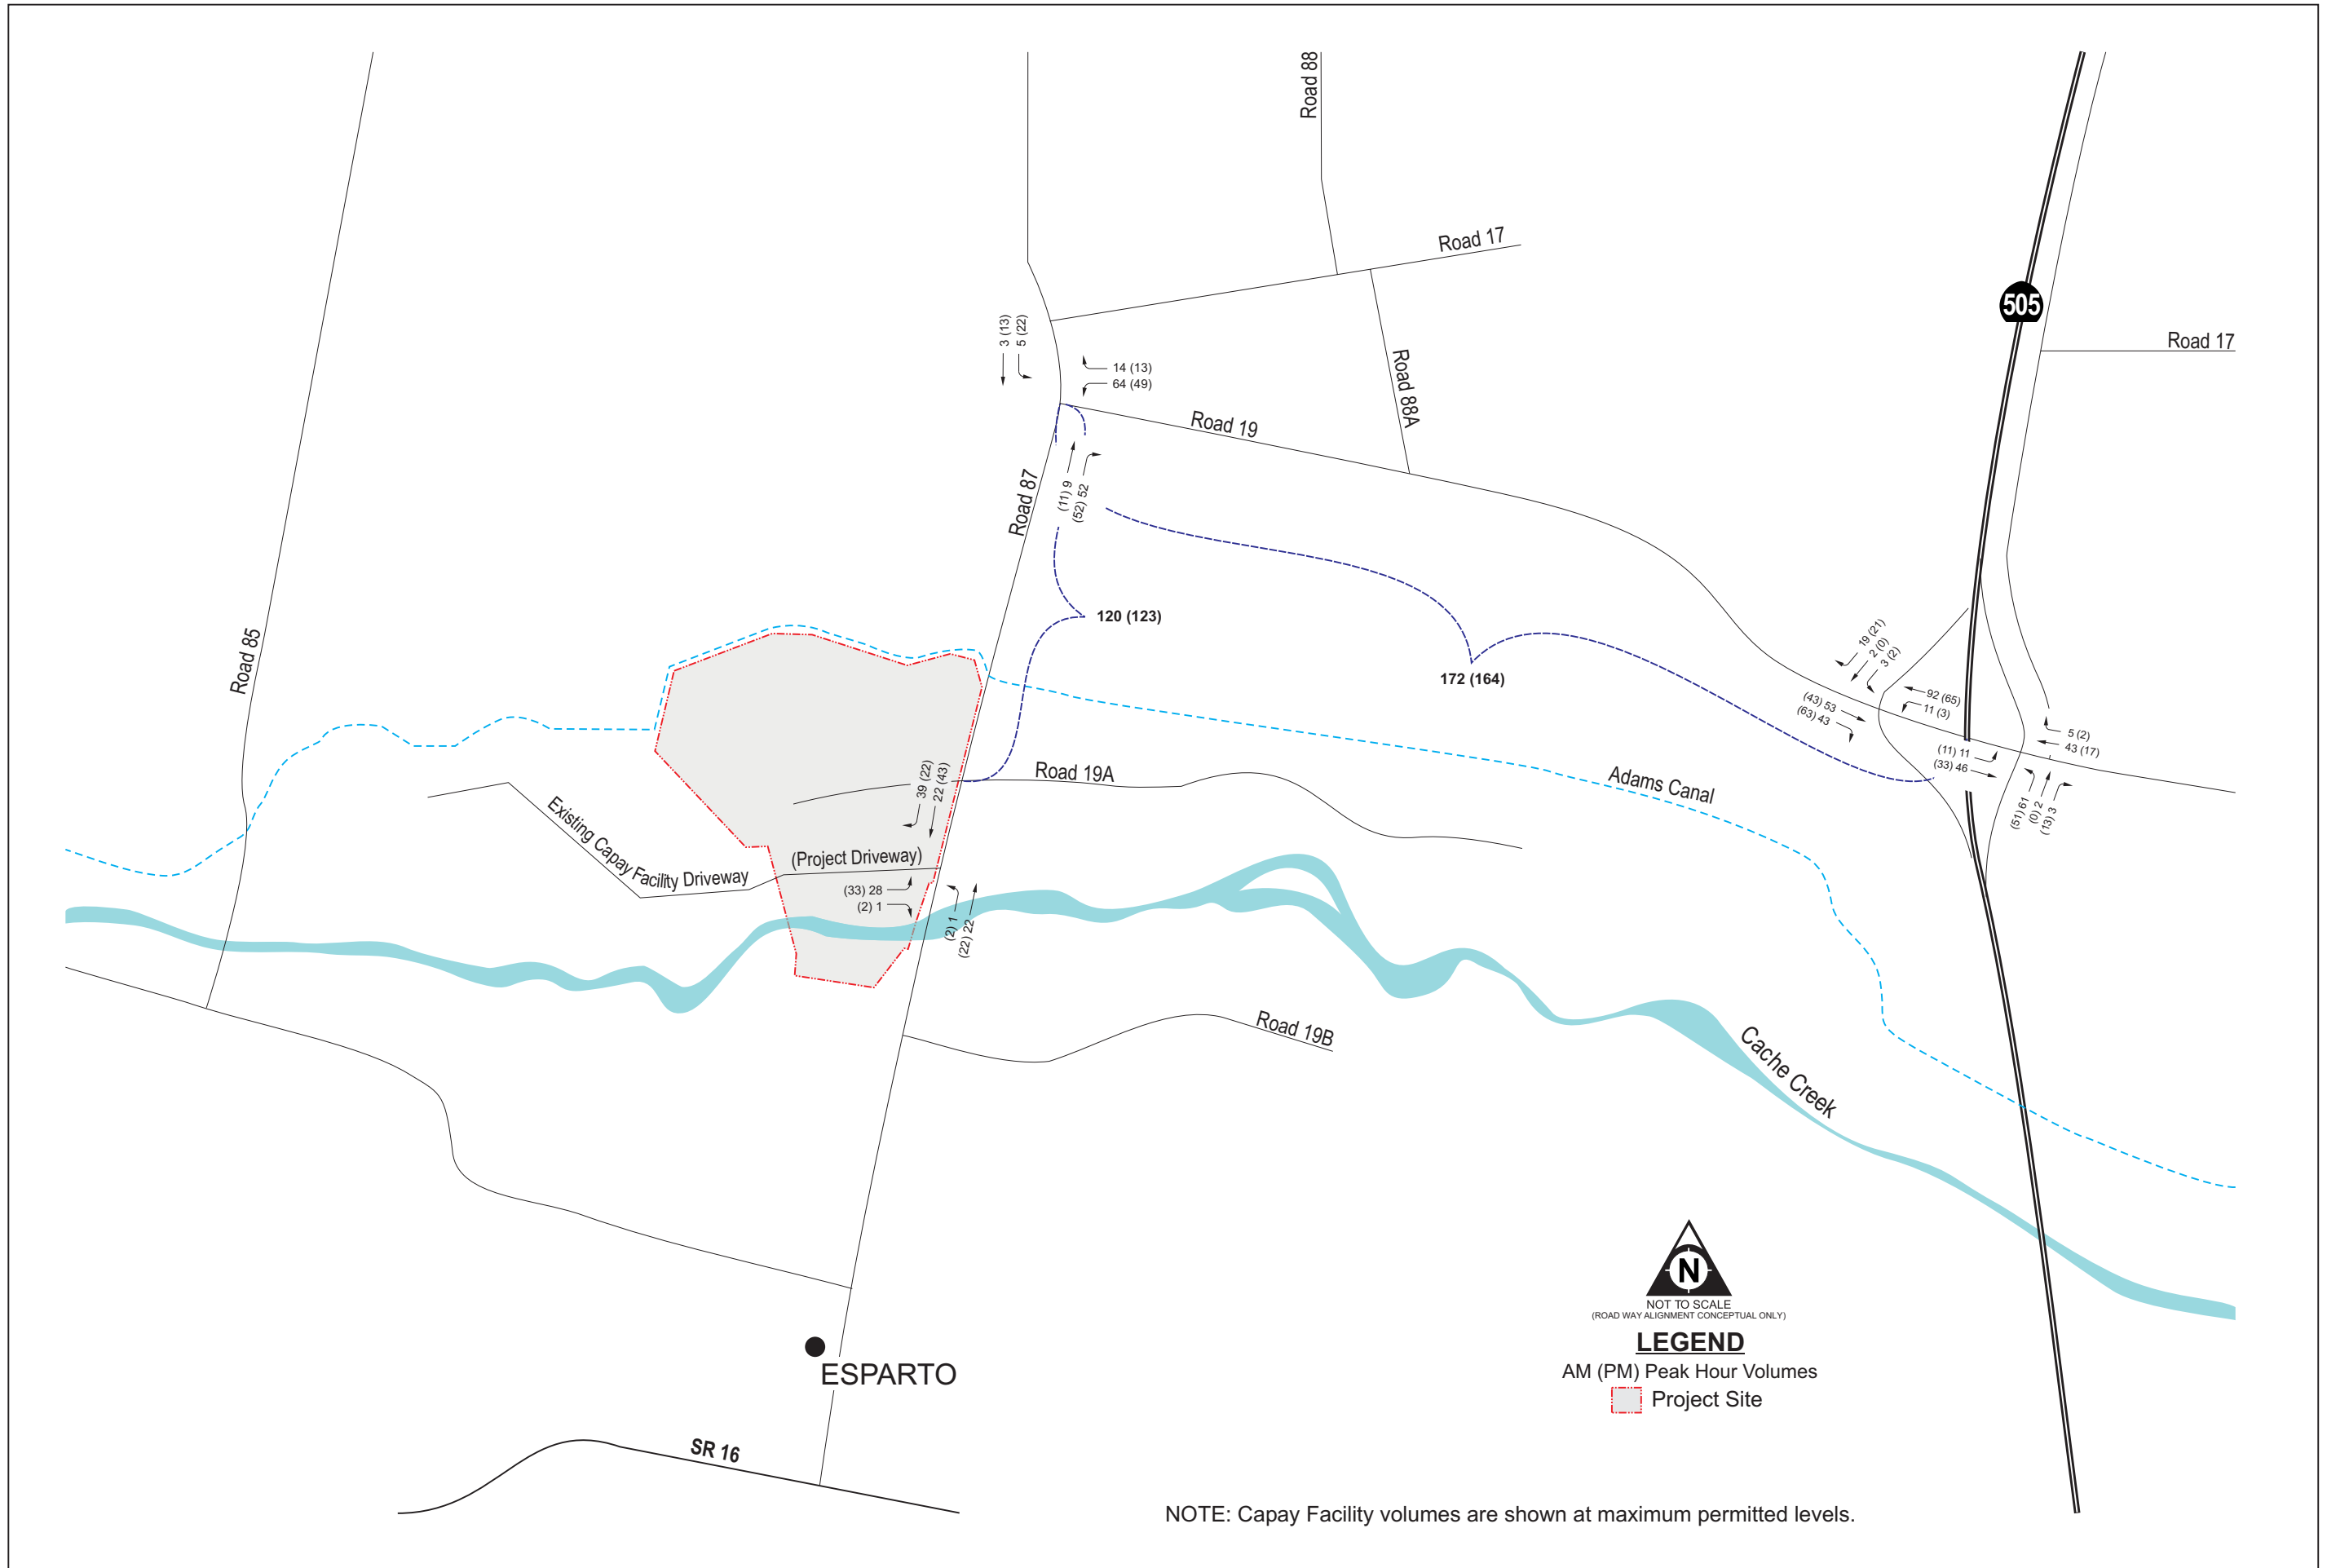 Road 88
Road 17
505
Road 17
3 (13)
5 (22)
14 (13)
64 (49)
Road 88A
Road 19
Road 87
(11) 9
(52) 52
120 (123)
172 (164)
Road 85
19 (21)
2 (0)
3 (2)
92 (65)
11 (3)
(43) 53
(63) 43
5 (2)
43 (17)
(11) 11
(33) 46
(51) 61
(0) 2
(13) 3
39 (22)
22 (43)
Road 19A
Adams Canal
Existing Capay Facility Driveway
(Project Driveway)
(33) 28
(2) 1
(2) 1
(22) 22
Road 19B
Cache Creek
N
NOT TO SCALE
(ROAD WAY ALIGNMENT CONCEPTUAL ONLY)
LEGEND
AM (PM) Peak Hour Volumes
Project Site
ESPARTO
SR 16
NOTE: Capay Facility volumes are shown at maximum permitted levels.